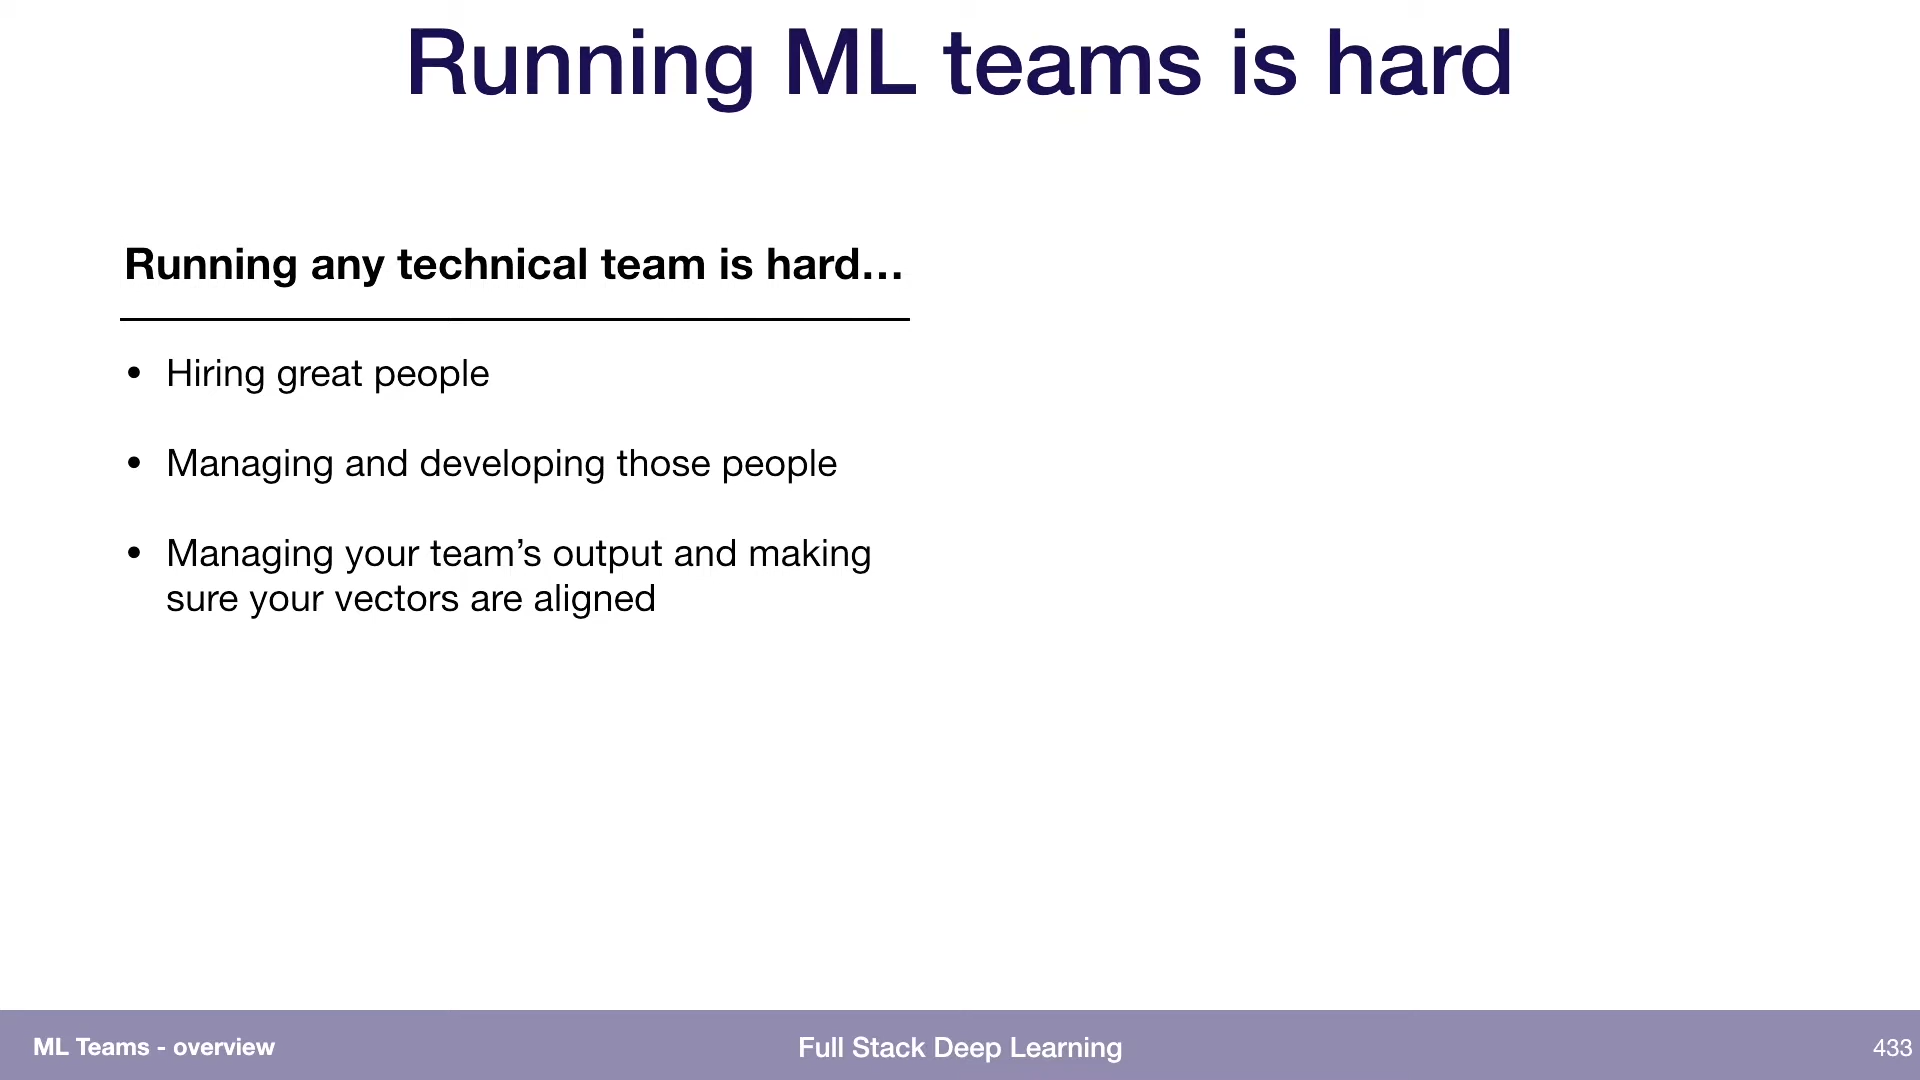 Running ML teams is hard
Running any technical team is hard…
• Hiring great people
• Managing and developing those people
• Managing your team’s output and making
sure your vectors are aligned
ML Teams - overview
Full Stack Deep Learning
433